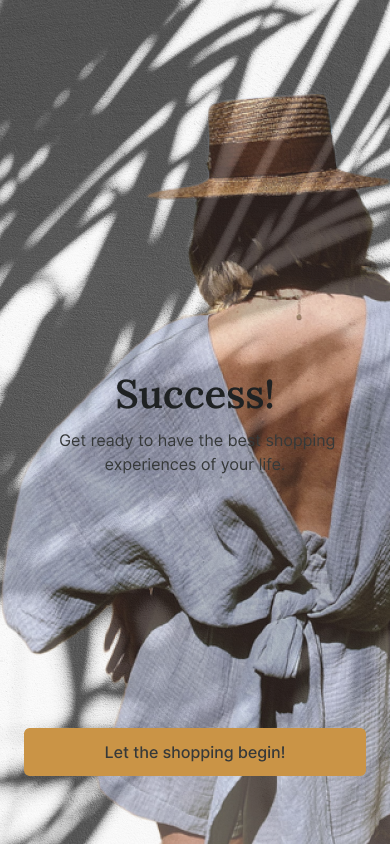 Success!
Get ready to have the best shopping
experiences of your life.
Let the shopping begin!